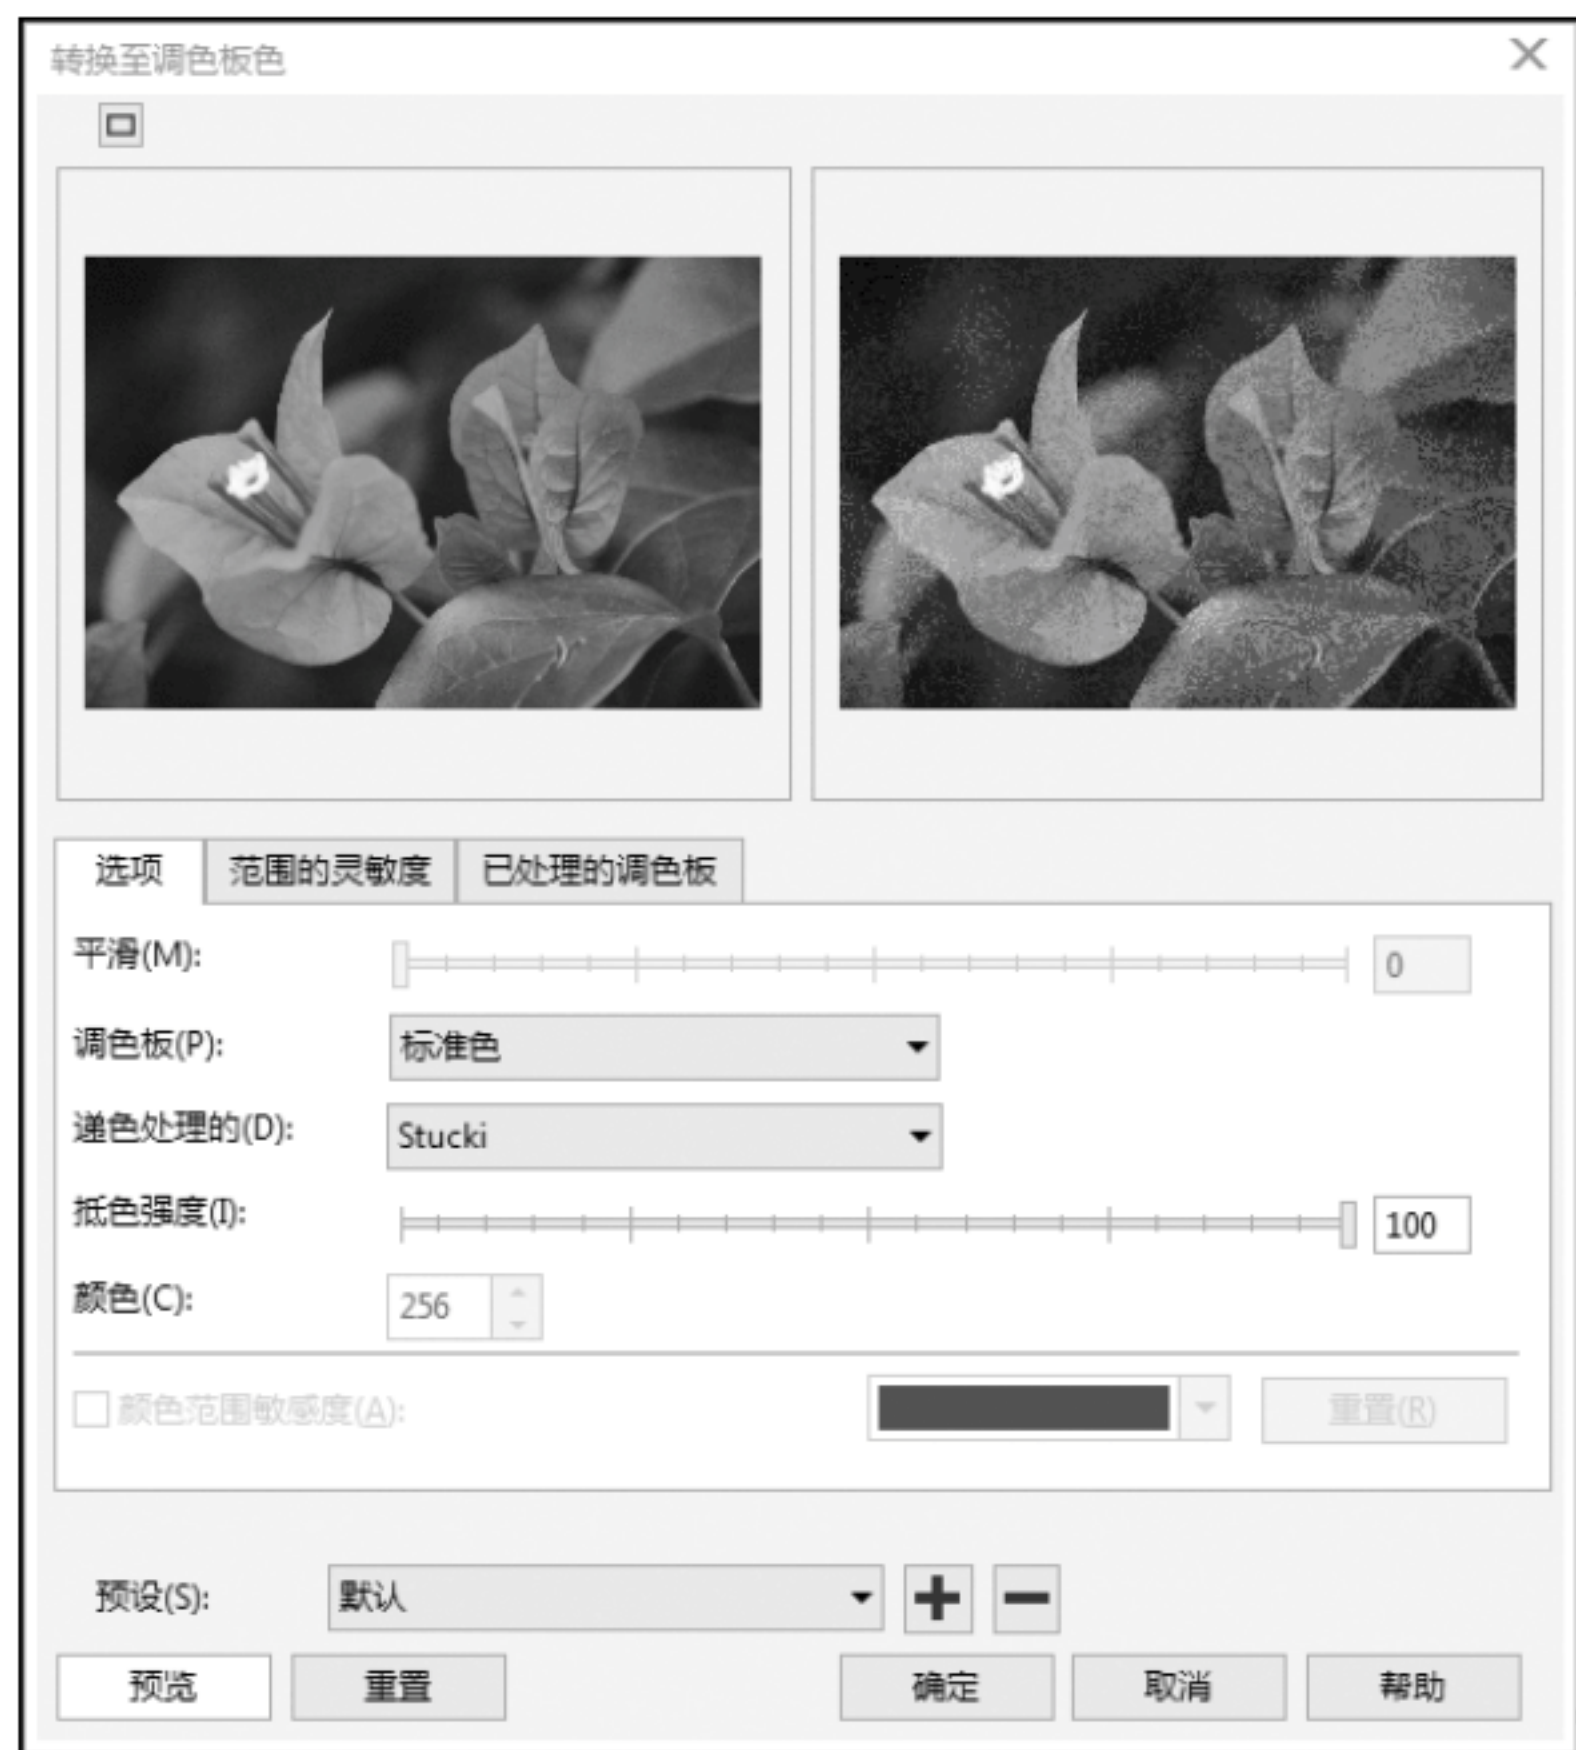 转换至调色板色
选项 范围的灵敏度 已处理的调色板
平滑(M): 0
调色板(P): 标准色
递色处理的(D): Stucki
抵色强度(I): 100
颜色(C): 256
颜色范围敏感度(A): 重置(R)
预设(S): 默认
预览 重置 确定 取消 帮助